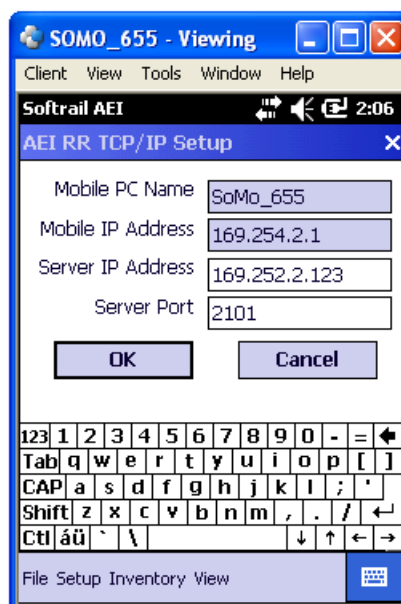 SOMO_655 - Viewing
Client View Tools Window Help
Softrail AEI 2:06
AEI RR TCP/IP Setup
Mobile PC Name SoMo_655
Mobile IP Address 169.254.2.1
Server IP Address 169.252.2.123
Server Port 2101
OK Cancel
123 1 2 3 4 5 6 7 8 9 0 - =
Tab q w e r t y u i o p [ ]
CAP a s d f g h j k l ; '
Shift z x c v b n m , . /
Ctl áü ` \
File Setup Inventory View